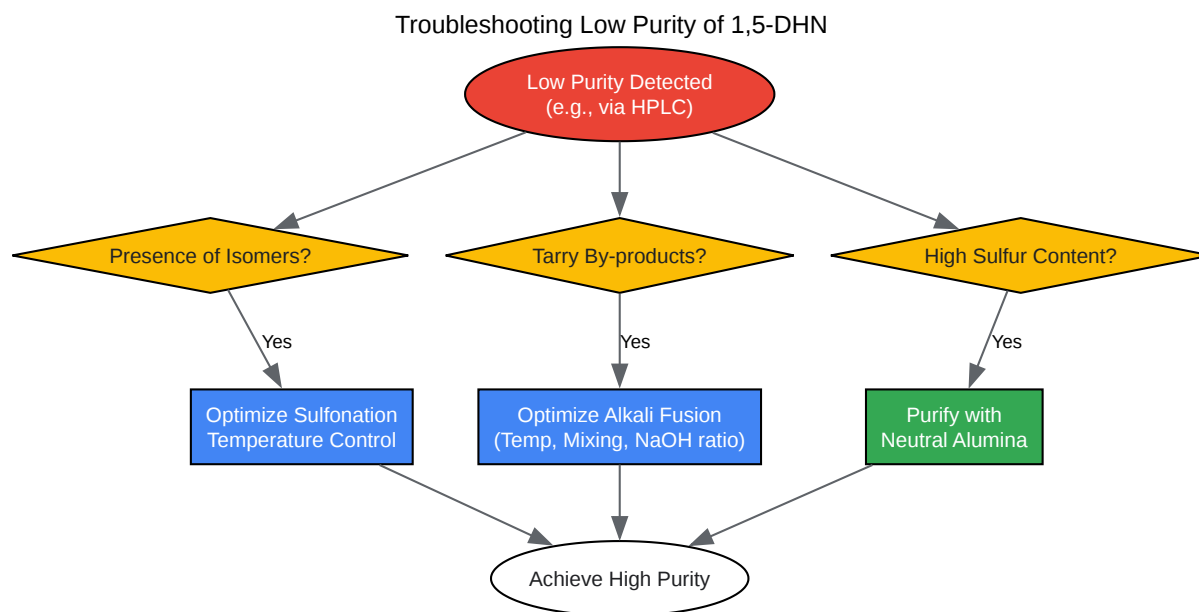 Troubleshooting Low Purity of 1,5-DHN
Low Purity Detected
(e.g., via HPLC)
Presence of Isomers?
Tarry By-products?
High Sulfur Content?
Yes
Yes
Yes
Optimize Sulfonation
Temperature Control
Optimize Alkali Fusion
(Temp, Mixing, NaOH ratio)
Purify with
Neutral Alumina
Achieve High Purity